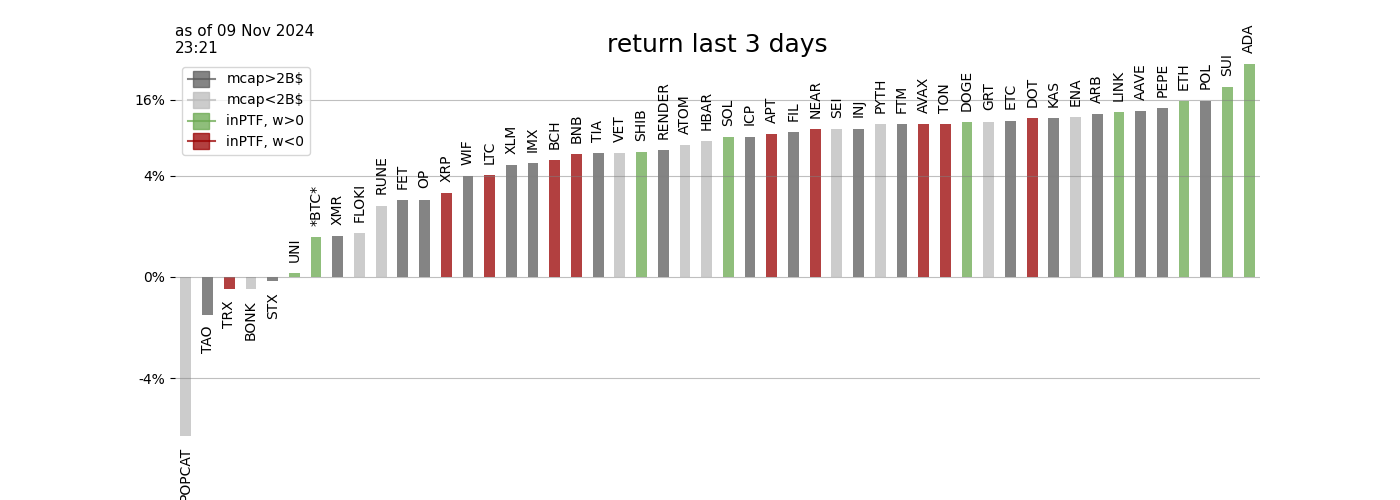 as of 09 Nov 2024
23:21
return last 3 days
mcap>2B$
mcap<2B$
inPTF, w>0
inPTF, w<0
16%
4%
0%
-4%
POPCAT
TAO
TRX
BONK
STX
UNI
*BTC*
XMR
FLOKI
RUNE
FET
OP
XRP
WIF
LTC
XLM
IMX
BCH
BNB
TIA
VET
SHIB
RENDER
ATOM
HBAR
SOL
ICP
APT
FIL
NEAR
SEI
INJ
PYTH
FTM
AVAX
TON
DOGE
GRT
ETC
DOT
KAS
ENA
ARB
LINK
AAVE
PEPE
ETH
POL
SUI
ADA